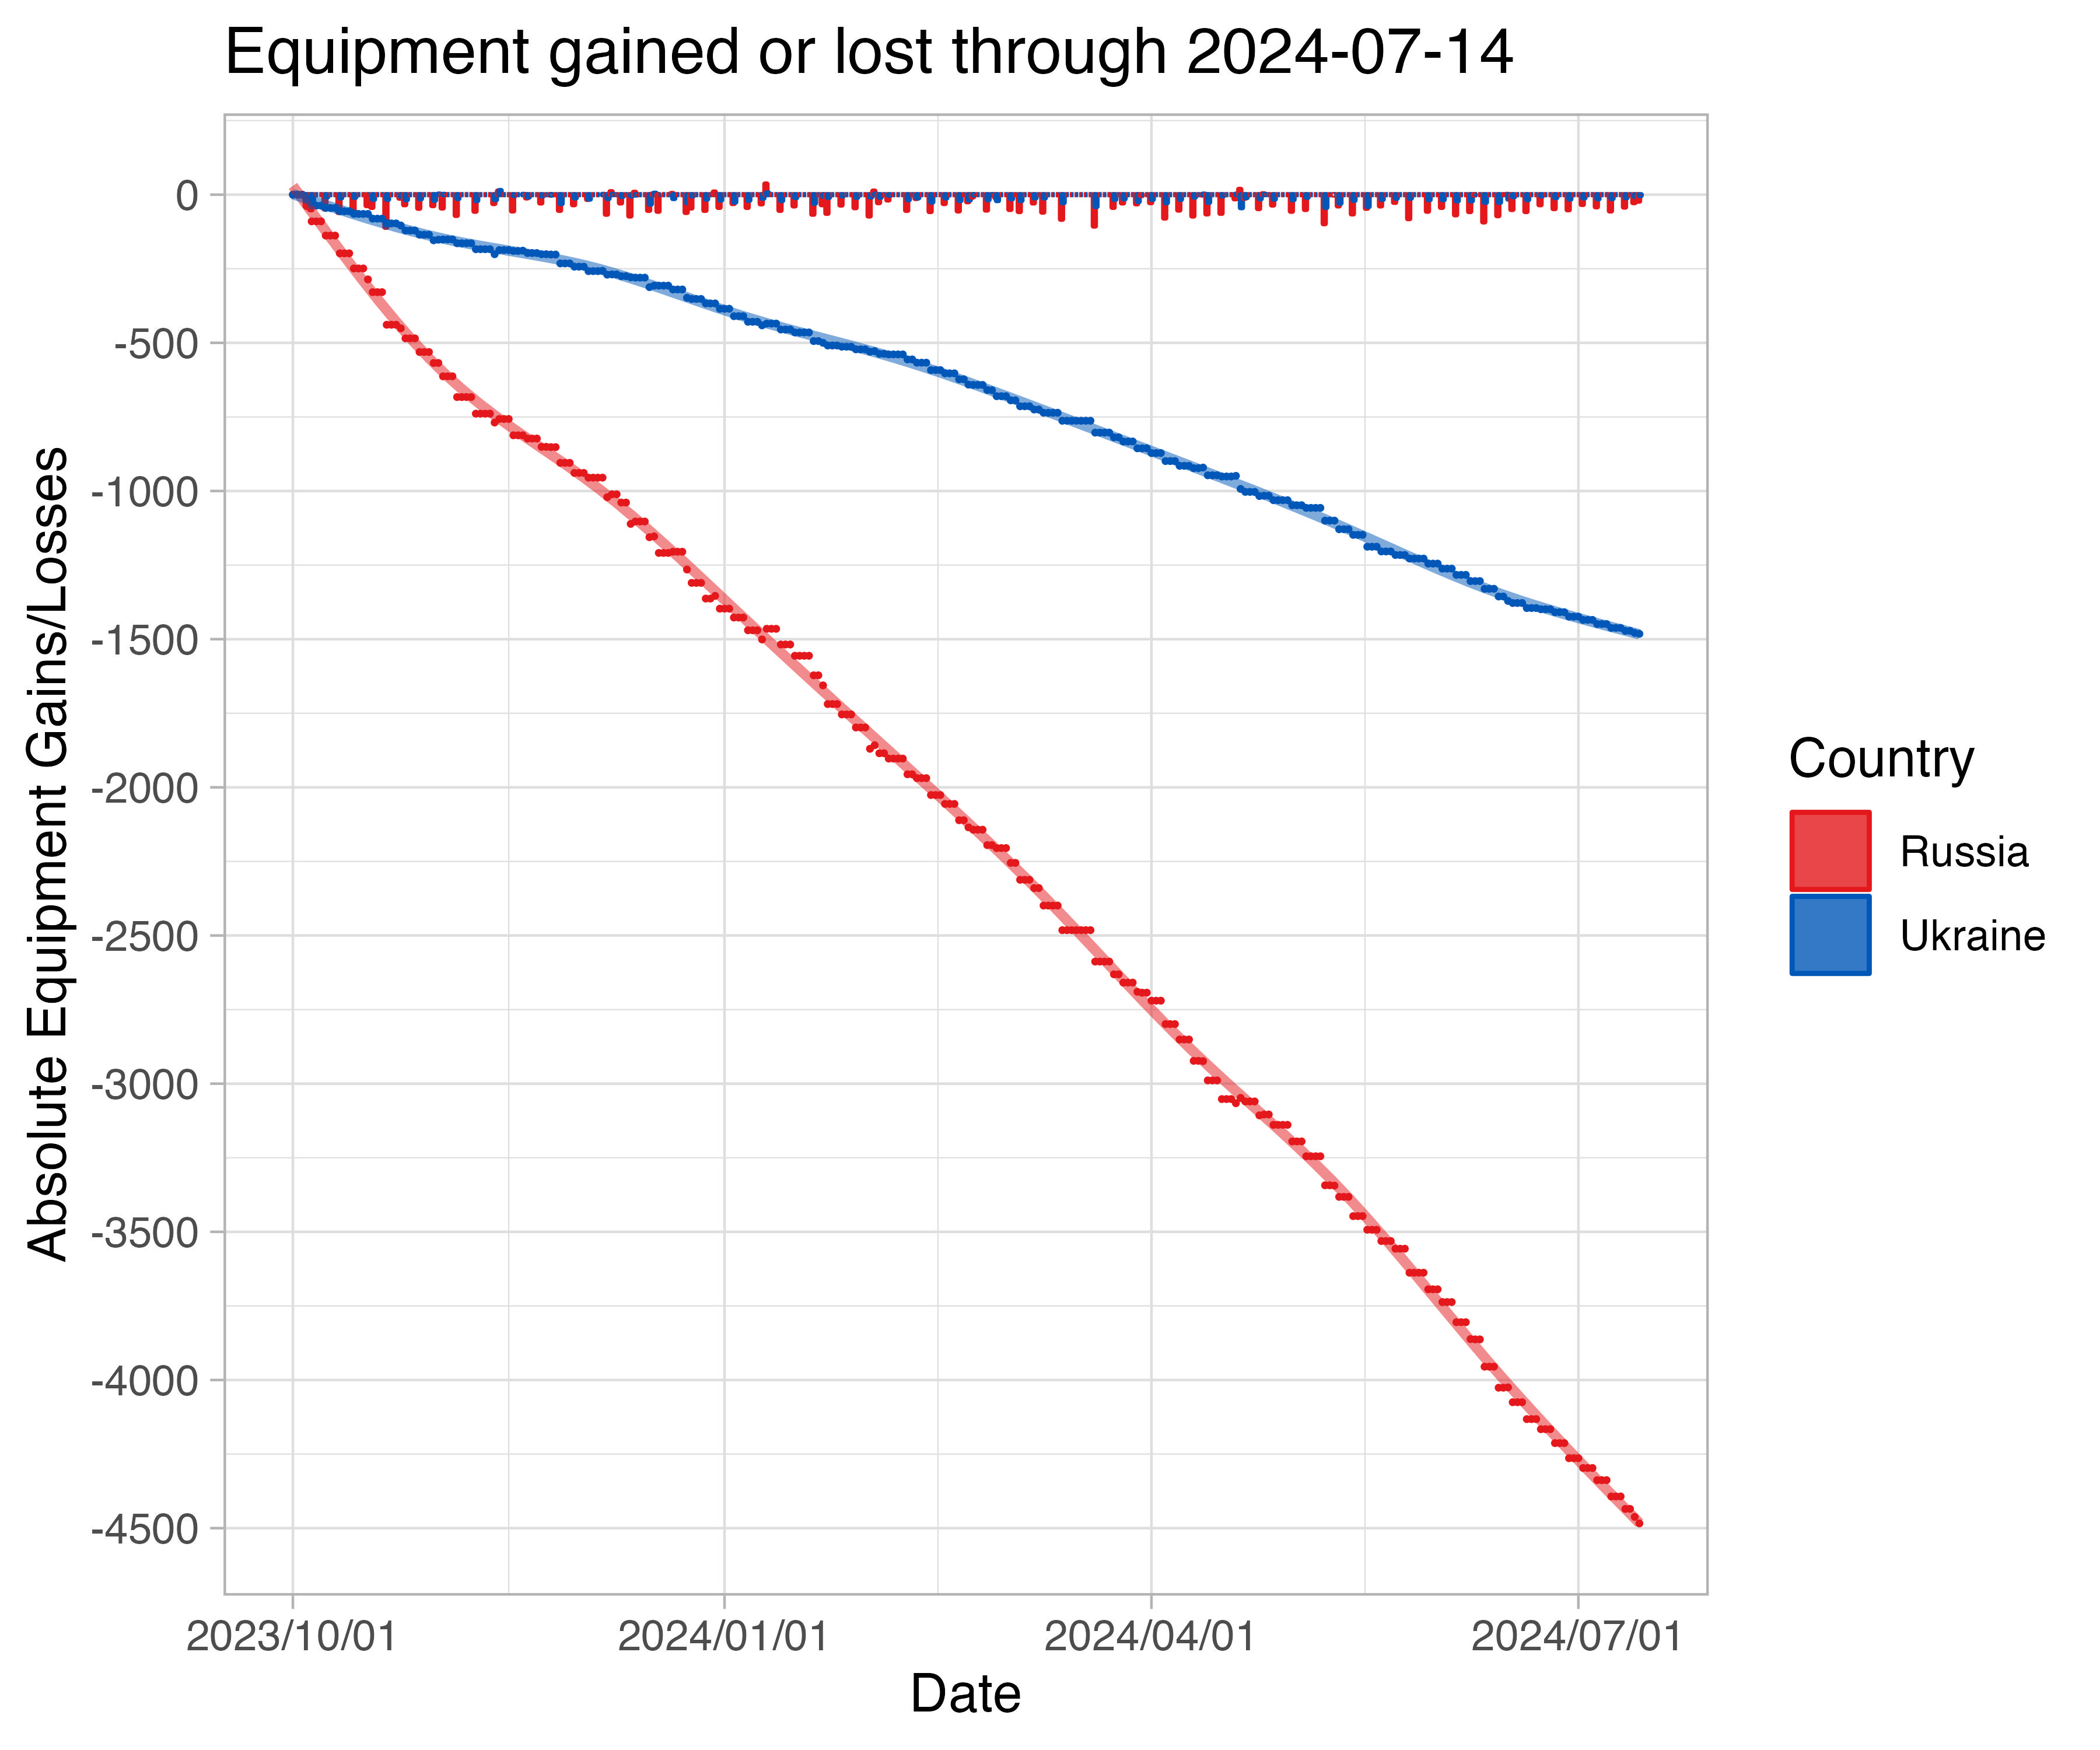 Equipment gained or lost through 2024-07-14
Absolute Equipment Gains/Losses
0
-500
-1000
-1500
-2000
-2500
-3000
-3500
-4000
-4500
2023/10/01
2024/01/01
2024/04/01
2024/07/01
Date
Country
Russia
Ukraine